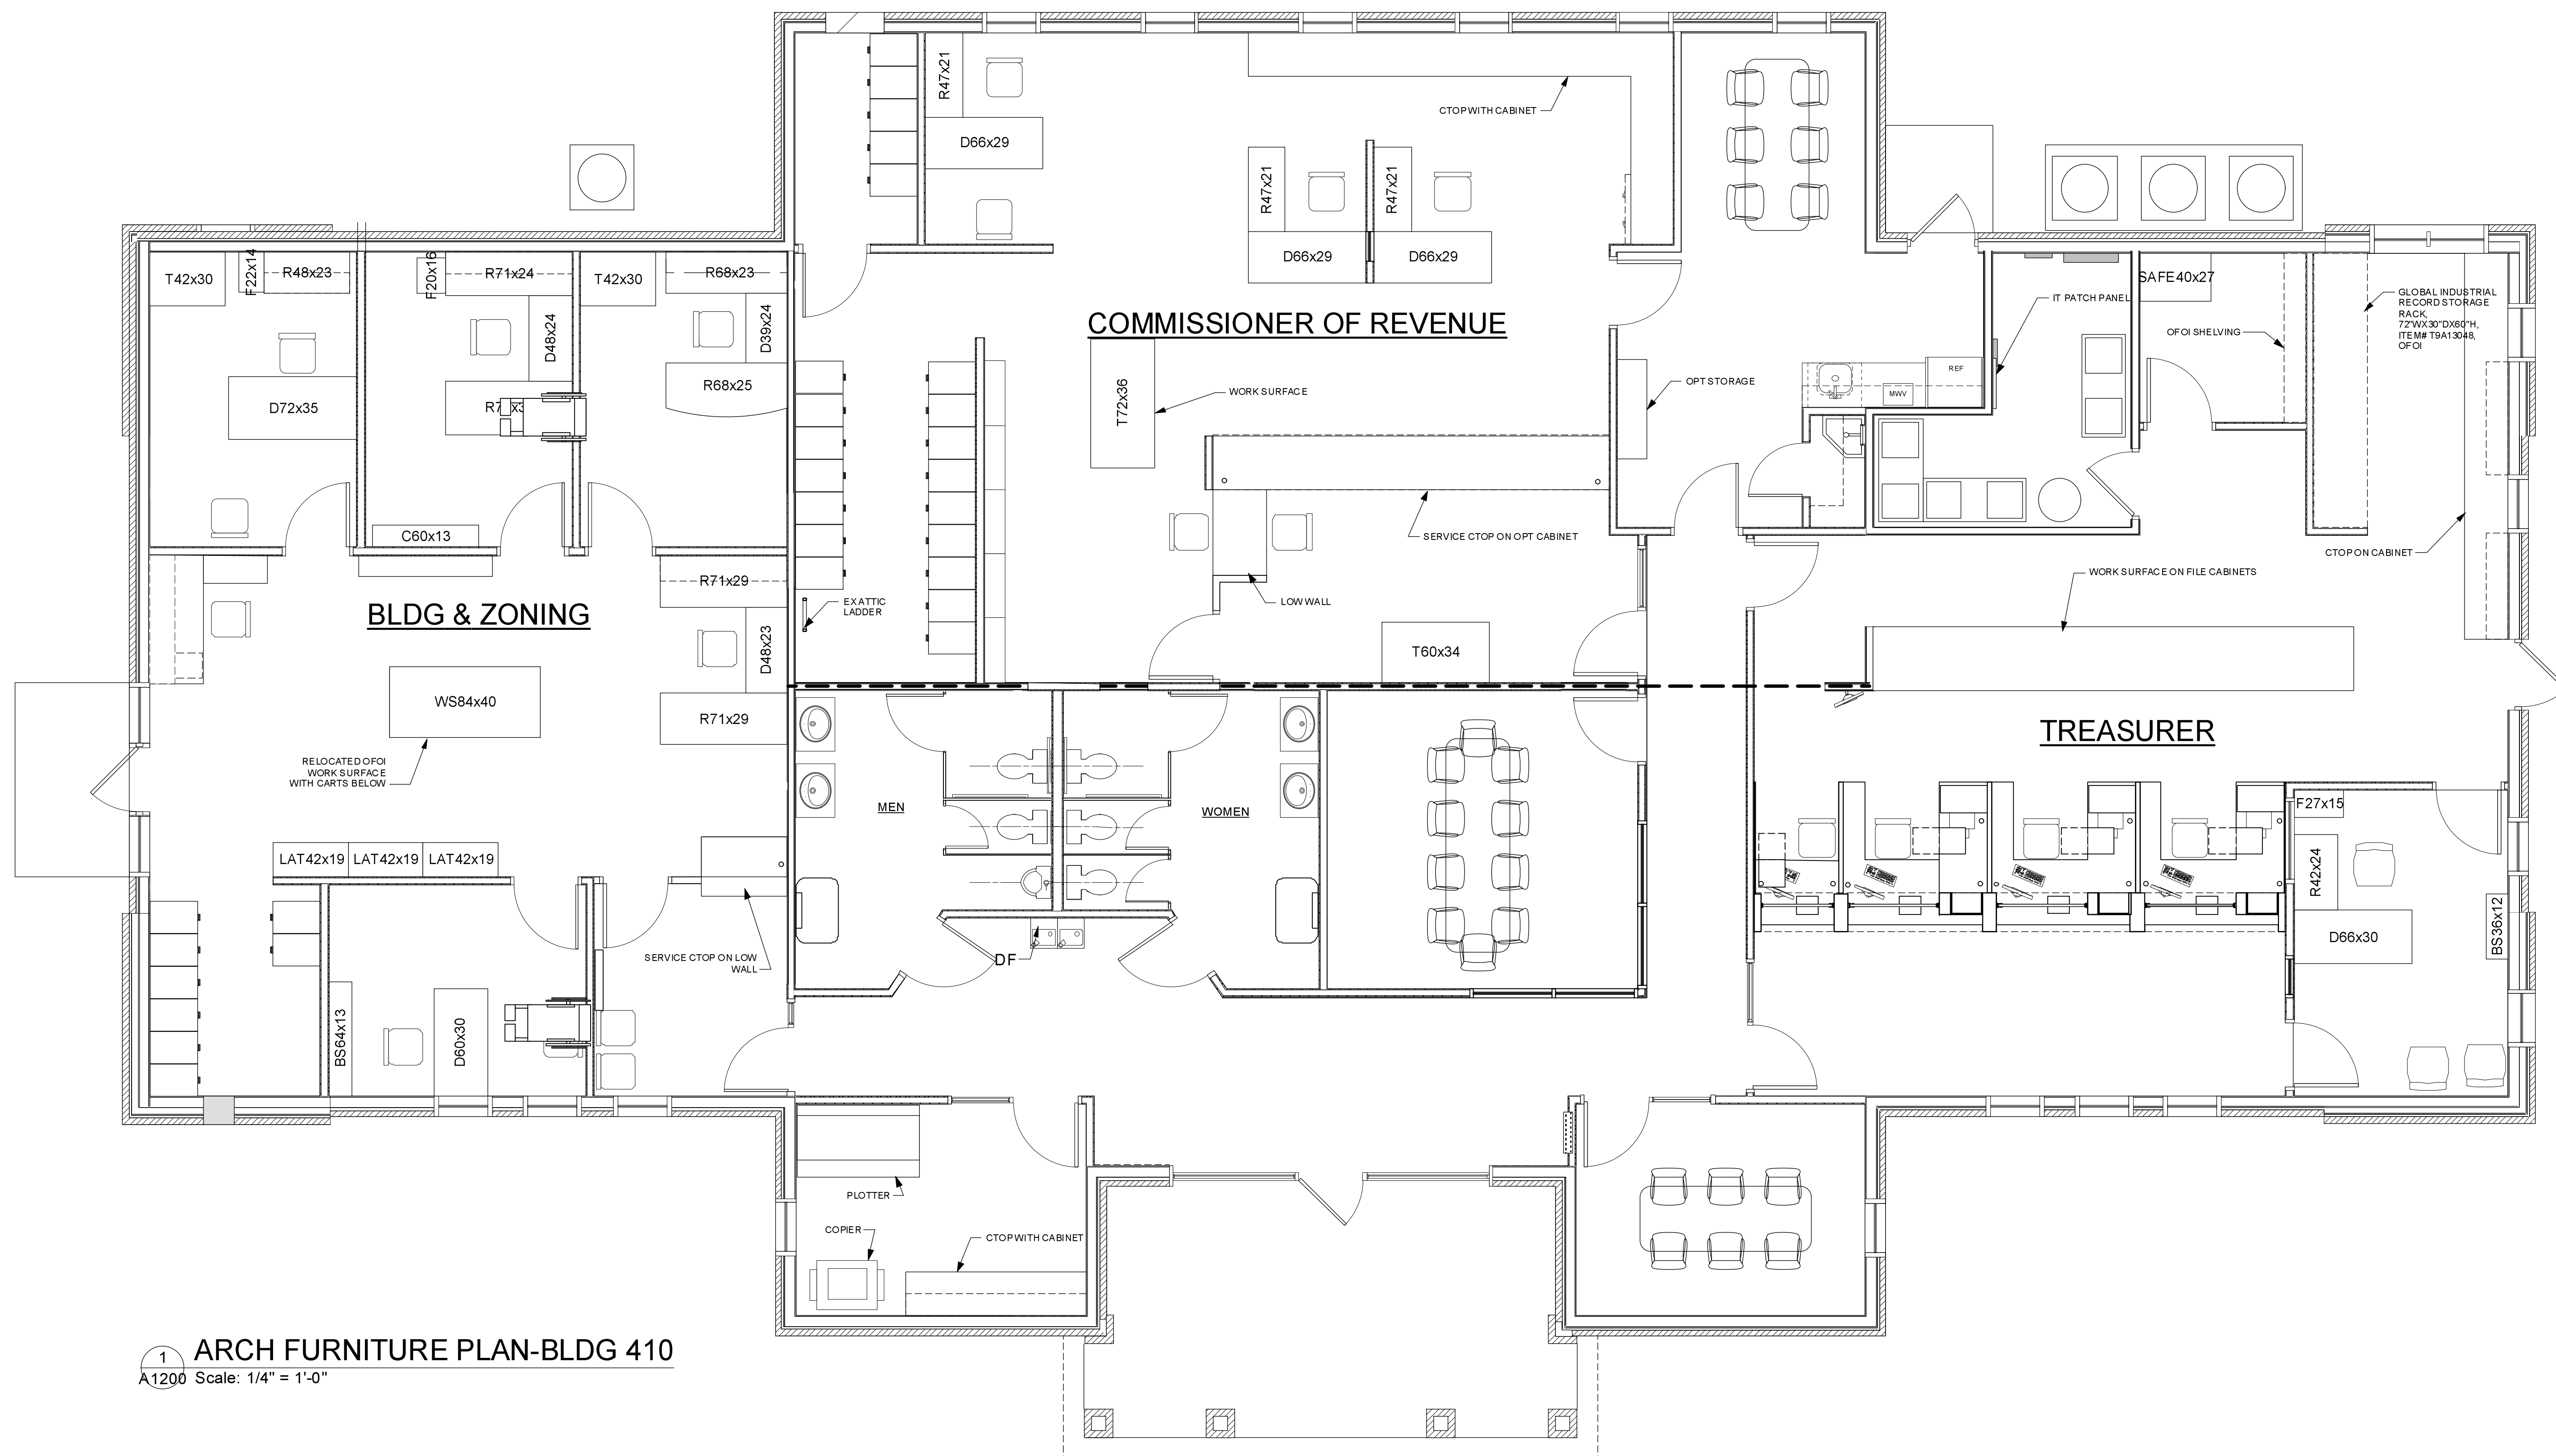 R47x21
D66x29
CTOP WITH CABINET
R47x21
R47x21
D66x29
D66x29
T42x30
F22x14
R48x23
F20x16
R71x24
T42x30
R68x23
D48x24
D39x24
R68x25
D72x35
C60x13
COMMISSIONER OF REVENUE
T72x36
WORK SURFACE
OPT STORAGE
REF
MWV
IT PATCH PANEL
SAFE40x27
OFOI SHELVING
GLOBAL INDUSTRIAL
RECORD STORAGE
RACK,
72"WX30"DX60"H,
ITEM# T9A13048,
OFOI
SERVICE CTOP ON OPT CABINET
CTOP ON CABINET
WORK SURFACE ON FILE CABINETS
EX ATTIC
LADDER
LOW WALL
T60x34
BLDG & ZONING
R71x29
D48x23
R71x29
WS84x40
RELOCATED OFOI
WORK SURFACE
WITH CARTS BELOW
TREASURER
MEN
WOMEN
LAT42x19
LAT42x19
LAT42x19
F27x15
R42x24
D66x30
BS36x12
SERVICE CTOP ON LOW
WALL
DF
BS64x13
D60x30
PLOTTER
COPIER
CTOP WITH CABINET
1
A1200
ARCH FURNITURE PLAN-BLDG 410
Scale: 1/4" = 1'-0"